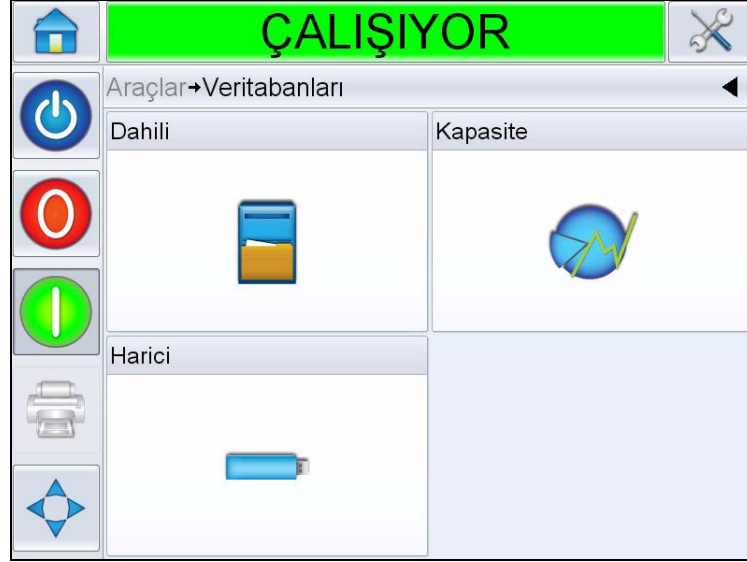 ÇALIŞIYOR
Araçlar→Veritabanları
Dahili
Kapasite
Harici